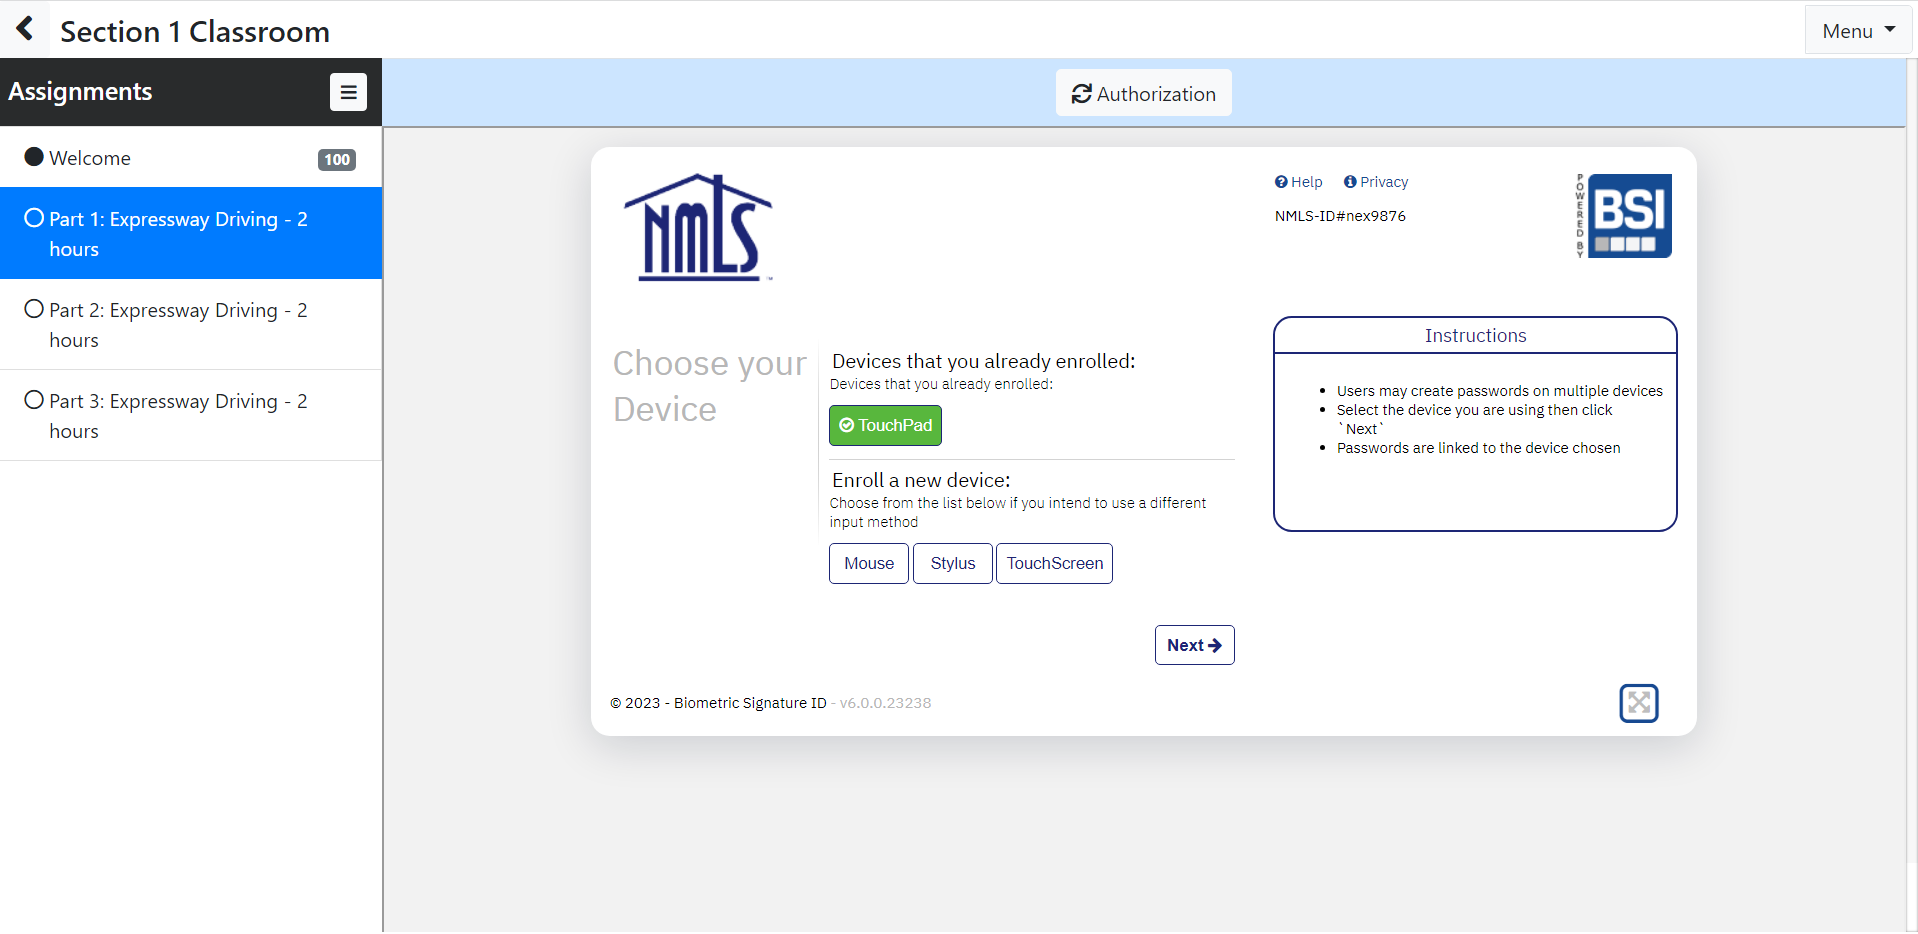 Section 1 Classroom
Menu
Assignments
Authorization
Welcome
100
Part 1: Expressway Driving - 2
hours
Part 2: Expressway Driving - 2
hours
Part 3: Expressway Driving - 2
hours
NMLS
™
Help
Privacy
NMLS-ID#nex9876
POWERED BY
BSI
Choose your
Device
Devices that you already enrolled:
Devices that you already enrolled:
TouchPad
Enroll a new device:
Choose from the list below if you intend to use a different
input method
Mouse
Stylus
TouchScreen
Next
Instructions
• Users may create passwords on multiple devices
• Select the device you are using then click
`Next`
• Passwords are linked to the device chosen
© 2023 - Biometric Signature ID - v6.0.0.23238